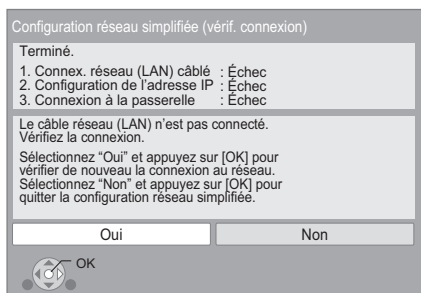 Configuration réseau simplifiée (vérif. connexion)
Terminé.
1. Connex. réseau (LAN) câblé : Échec
2. Configuration de l'adresse IP : Échec
3. Connexion à la passerelle : Échec
Le câble réseau (LAN) n'est pas connecté.
Vérifiez la connexion.
Sélectionnez "Oui" et appuyez sur [OK] pour
vérifier de nouveau la connexion au réseau.
Sélectionnez "Non" et appuyez sur [OK] pour
quitter la configuration réseau simplifiée.
Oui Non
OK